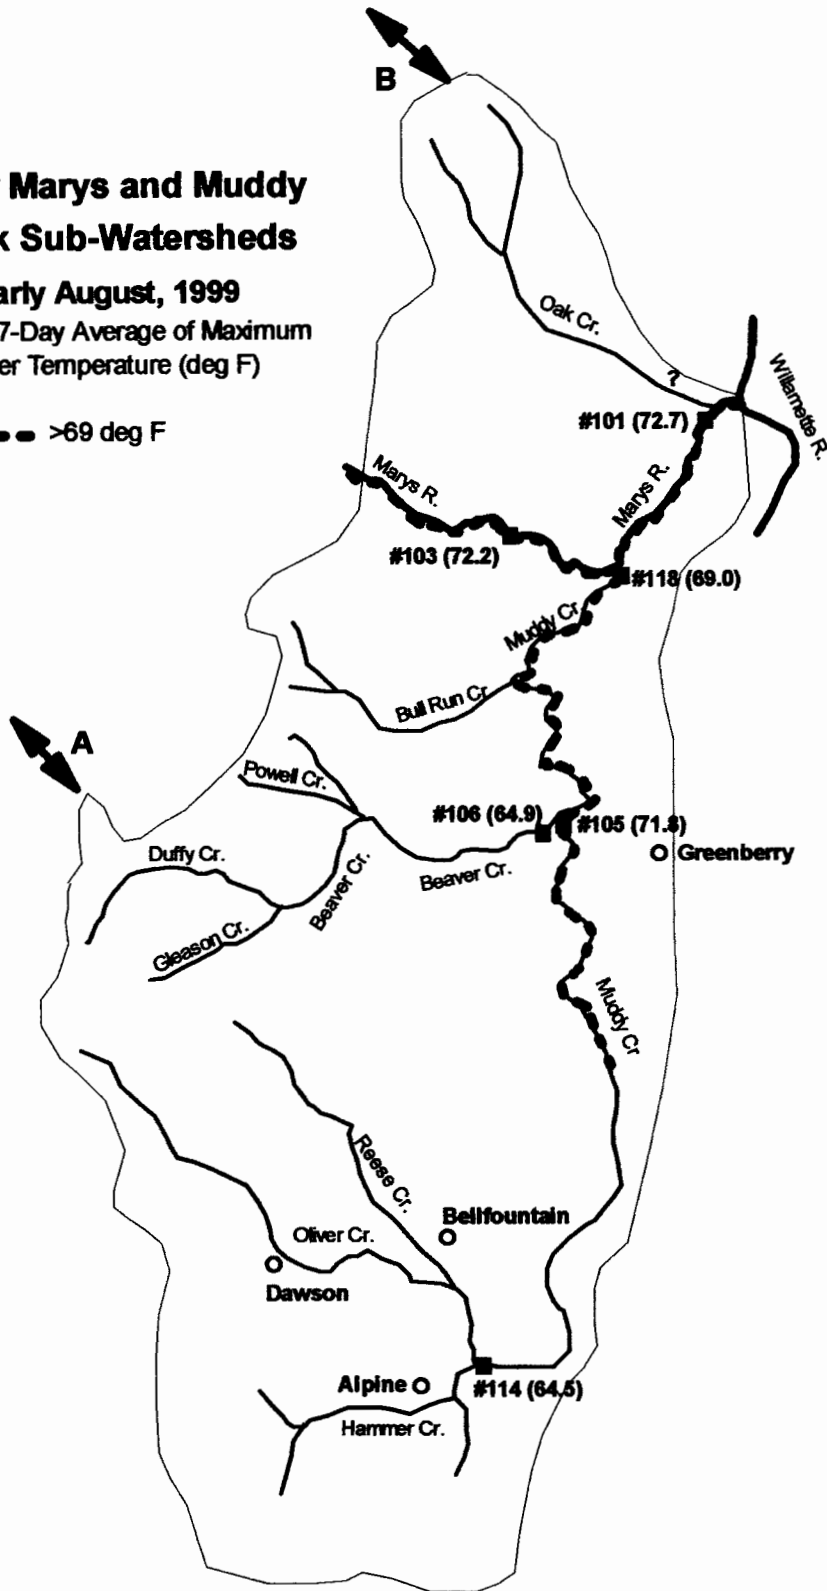 Marys and Muddy
k Sub-Watersheds
arly August, 1999
7-Day Average of Maximum
er Temperature (deg F)
>69 deg F
B
Oak Cr.
?
Willamette R.
#101 (72.7)
Marys R.
Marys R.
#103 (72.2)
#118 (69.0)
Muddy Cr
Bull Run Cr
A
Powell Cr.
#106 (64.9)
#105 (71.8)
Greenberry
Duffy Cr.
Beaver Cr.
Beaver Cr.
Gleason Cr.
Muddy Cr
Reese Cr.
Bellfountain
Oliver Cr.
Dawson
Alpine
#114 (64.5)
Hammer Cr.